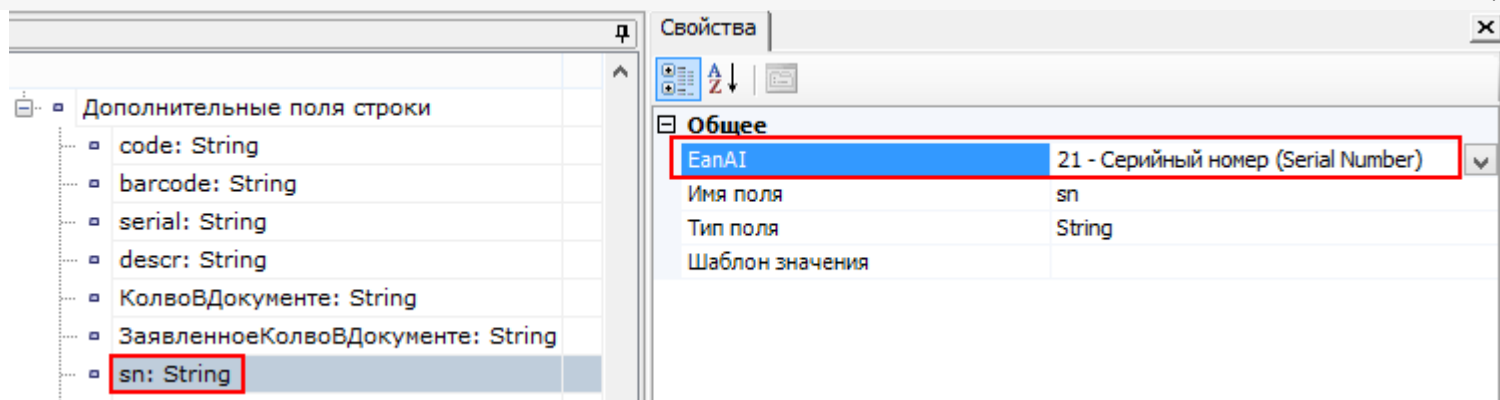 Свойства
Дополнительные поля строки
code: String
barcode: String
serial: String
descr: String
КолвоВДокументе: String
ЗаявленноеКолвоВДокументе: String
sn: String
Общее
EanAI 21 - Серийный номер (Serial Number)
Имя поля sn
Тип поля String
Шаблон значения